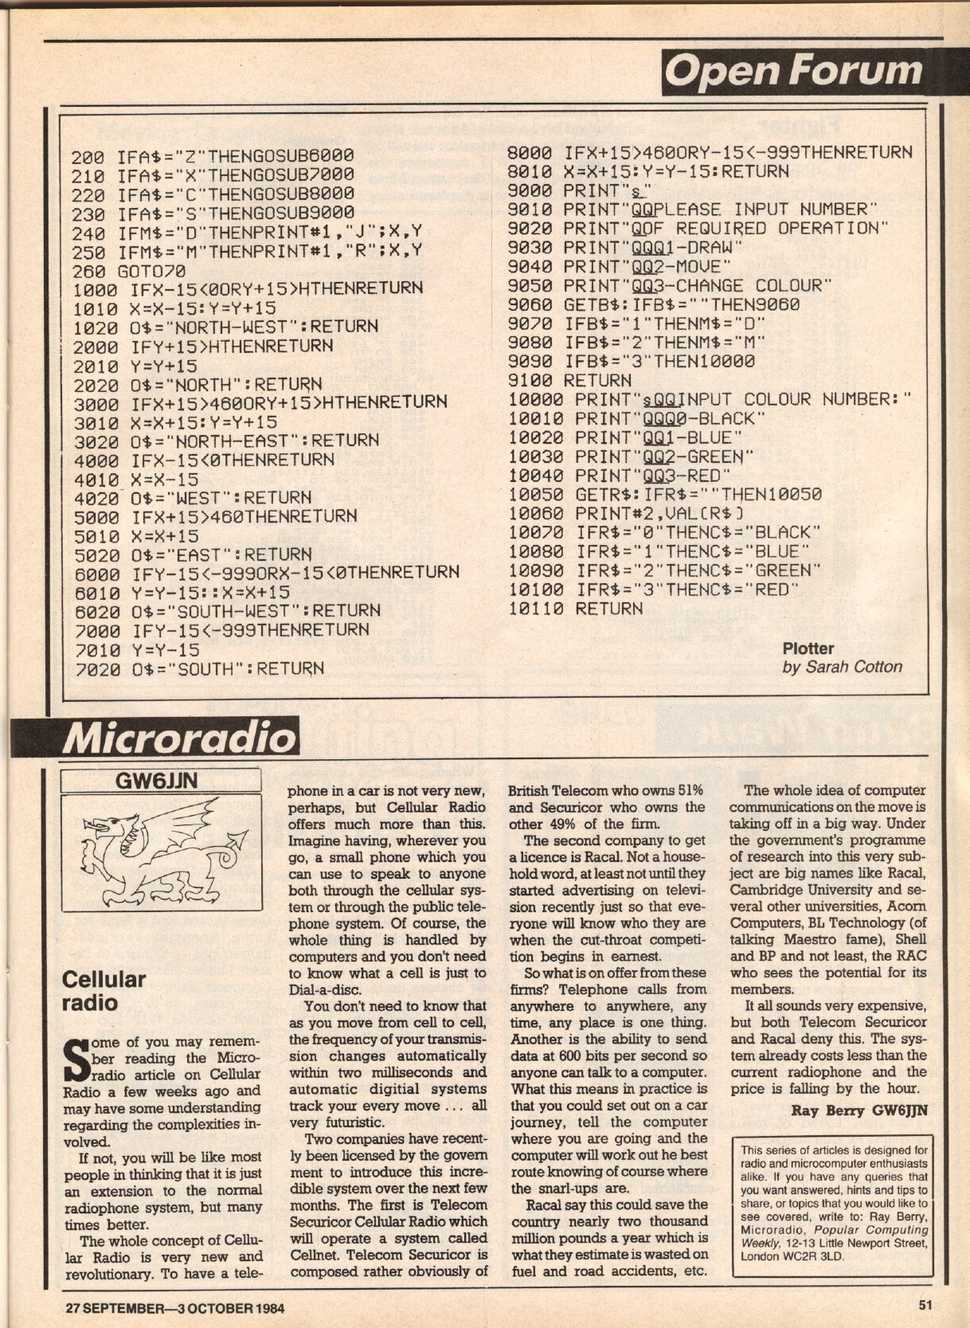 Open Forum
200 IFA$="Z"THENGOSUB6000
210 IFA$="X"THENGOSUB7000
220 IFA$="C"THENGOSUB8000
230 IFA$="S"THENGOSUB9000
240 IFM$="D"THENPRINT#1,"J";X,Y
250 IFM$="M"THENPRINT#1,"R";X,Y
260 GOTO70
1000 IFX-15<0ORY+15>HTHENRETURN
1010 X=X-15:Y=Y+15
1020 O$="NORTH-WEST":RETURN
2000 IFY+15>HTHENRETURN
2010 Y=Y+15
2020 O$="NORTH":RETURN
3000 IFX+15>460ORY+15>HTHENRETURN
3010 X=X+15:Y=Y+15
3020 O$="NORTH-EAST":RETURN
4000 IFX-15<0THENRETURN
4010 X=X-15
4020 O$="WEST":RETURN
5000 IFX+15>460THENRETURN
5010 X=X+15
5020 O$="EAST":RETURN
6000 IFY-15<-999ORX-15<0THENRETURN
6010 Y=Y-15::X=X+15
6020 O$="SOUTH-WEST":RETURN
7000 IFY-15<-999THENRETURN
7010 Y=Y-15
7020 O$="SOUTH":RETURN
8000 IFX+15>460ORY-15<-999THENRETURN
8010 X=X+15:Y=Y-15:RETURN
9000 PRINT"s"
9010 PRINT"QQPLEASE INPUT NUMBER"
9020 PRINT"QOF REQUIRED OPERATION"
9030 PRINT"QQQ1-DRAW"
9040 PRINT"QQ2-MOVE"
9050 PRINT"QQ3-CHANGE COLOUR"
9060 GETB$:IFB$=""THEN9060
9070 IFB$="1"THENM$="D"
9080 IFB$="2"THENM$="M"
9090 IFB$="3"THEN10000
9100 RETURN
10000 PRINT"sQQINPUT COLOUR NUMBER:"
10010 PRINT"QQQ0-BLACK"
10020 PRINT"QQ1-BLUE"
10030 PRINT"QQ2-GREEN"
10040 PRINT"QQ3-RED"
10050 GETR$:IFR$=""THEN10050
10060 PRINT#2,VAL(R$)
10070 IFR$="0"THENC$="BLACK"
10080 IFR$="1"THENC$="BLUE"
10090 IFR$="2"THENC$="GREEN"
10100 IFR$="3"THENC$="RED"
10110 RETURN
Plotter
by Sarah Cotton
Microradio
GW6JJN
Cellular
radio
Some of you may remem-
ber reading the Micro-
radio article on Cellular
Radio a few weeks ago and
may have some understanding
regarding the complexities in-
volved.
If not, you will be like most
people in thinking that it is just
an extension to the normal
radiophone system, but many
times better.
The whole concept of Cellu-
lar Radio is very new and
revolutionary. To have a tele-
phone in a car is not very new,
perhaps, but Cellular Radio
offers much more than this.
Imagine having, wherever you
go, a small phone which you
can use to speak to anyone
both through the cellular sys-
tem or through the public tele-
phone system. Of course, the
whole thing is handled by
computers and you don't need
to know what a cell is just to
Dial-a-disc.
You don't need to know that
as you move from cell to cell,
the frequency of your transmis-
sion changes automatically
within two milliseconds and
automatic digitial systems
track your every move ... all
very futuristic.
Two companies have recent-
ly been licensed by the govern
ment to introduce this incre-
dible system over the next few
months. The first is Telecom
Securicor Cellular Radio which
will operate a system called
Cellnet. Telecom Securicor is
composed rather obviously of
British Telecom who owns 51%
and Securicor who owns the
other 49% of the firm.
The second company to get
a licence is Racal. Not a house-
hold word, at least not until they
started advertising on televi-
sion recently just so that eve-
ryone will know who they are
when the cut-throat competi-
tion begins in earnest.
So what is on offer from these
firms? Telephone calls from
anywhere to anywhere, any
time, any place is one thing.
Another is the ability to send
data at 600 bits per second so
anyone can talk to a computer.
What this means in practice is
that you could set out on a car
journey, tell the computer
where you are going and the
computer will work out he best
route knowing of course where
the snarl-ups are.
Racal say this could save the
country nearly two thousand
million pounds a year which is
what they estimate is wasted on
fuel and road accidents, etc.
The whole idea of computer
communications on the move is
taking off in a big way. Under
the government's programme
of research into this very sub-
ject are big names like Racal,
Cambridge University and se-
veral other universities, Acorn
Computers, BL Technology (of
talking Maestro fame), Shell
and BP and not least, the RAC
who sees the potential for its
members.
It all sounds very expensive,
but both Telecom Securicor
and Racal deny this. The sys-
tem already costs less than the
current radiophone and the
price is falling by the hour.
Ray Berry GW6JJN
This series of articles is designed for
radio and microcomputer enthusiasts
alike. If you have any queries that
you want answered, hints and tips to
share, or topics that you would like to
see covered, write to: Ray Berry,
Microradio, Popular Computing
Weekly, 12-13 Little Newport Street,
London WC2R 3LD.
27 SEPTEMBER—3 OCTOBER 1984
51